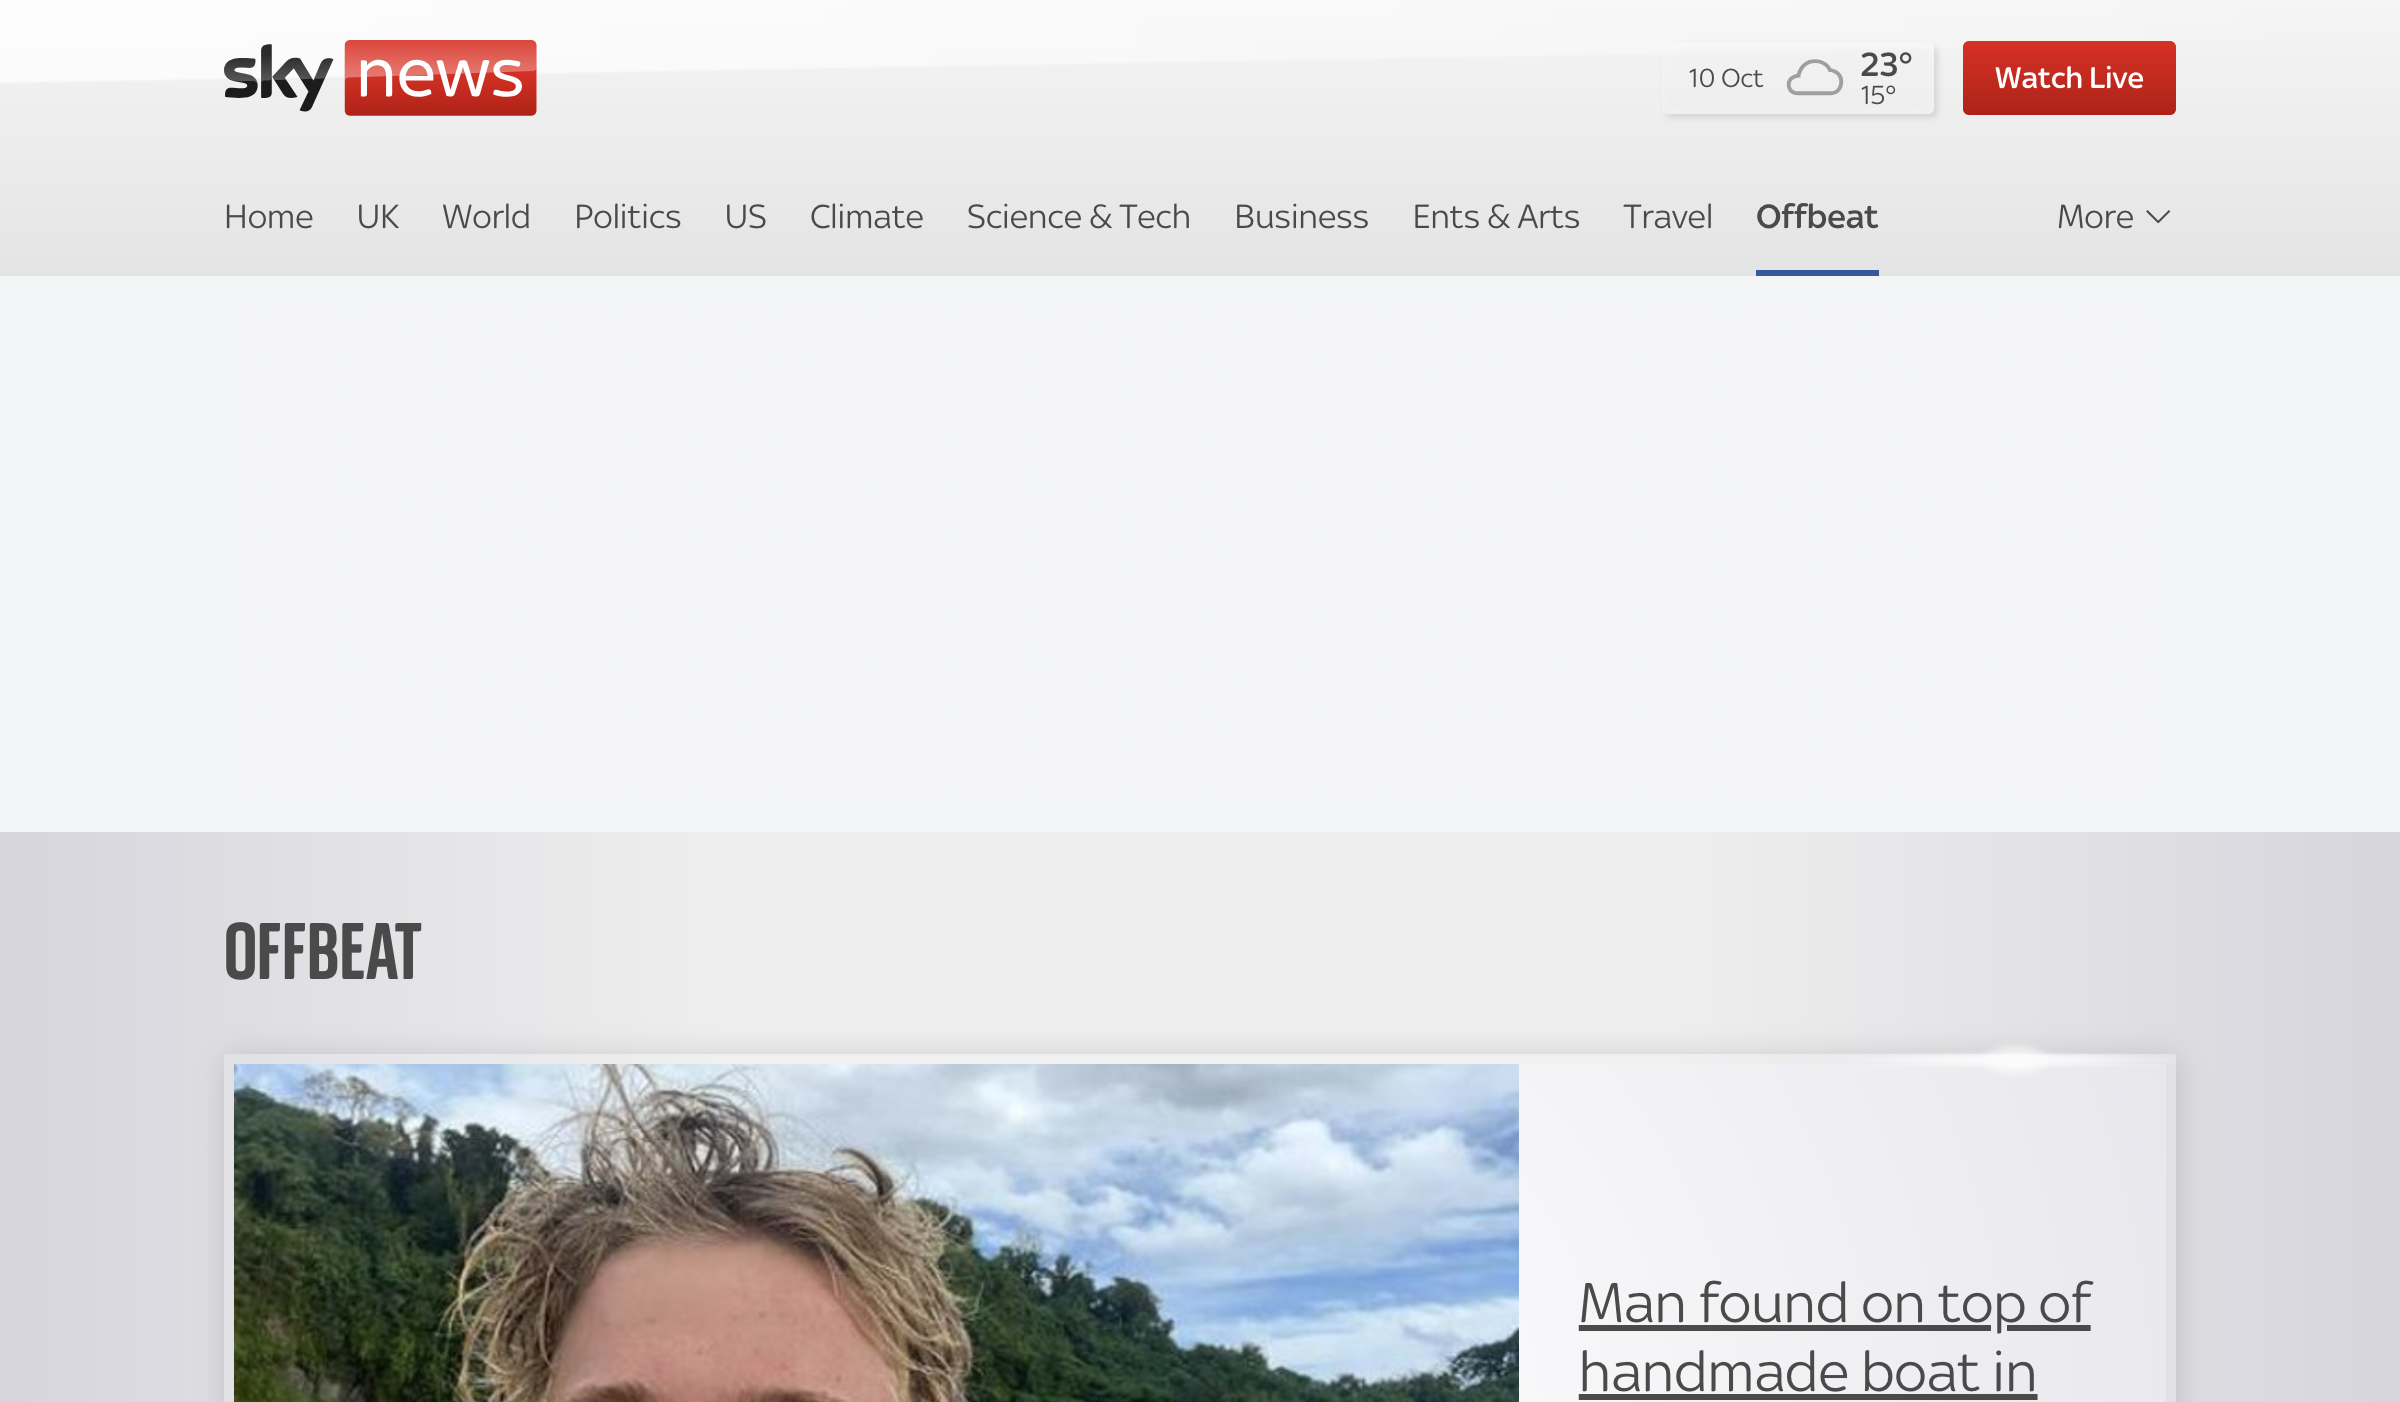 sky news
10 Oct
23°
15°
Watch Live
Home UK World Politics US Climate Science & Tech Business Ents & Arts Travel Offbeat More
OFFBEAT
Man found on top of
handmade boat in